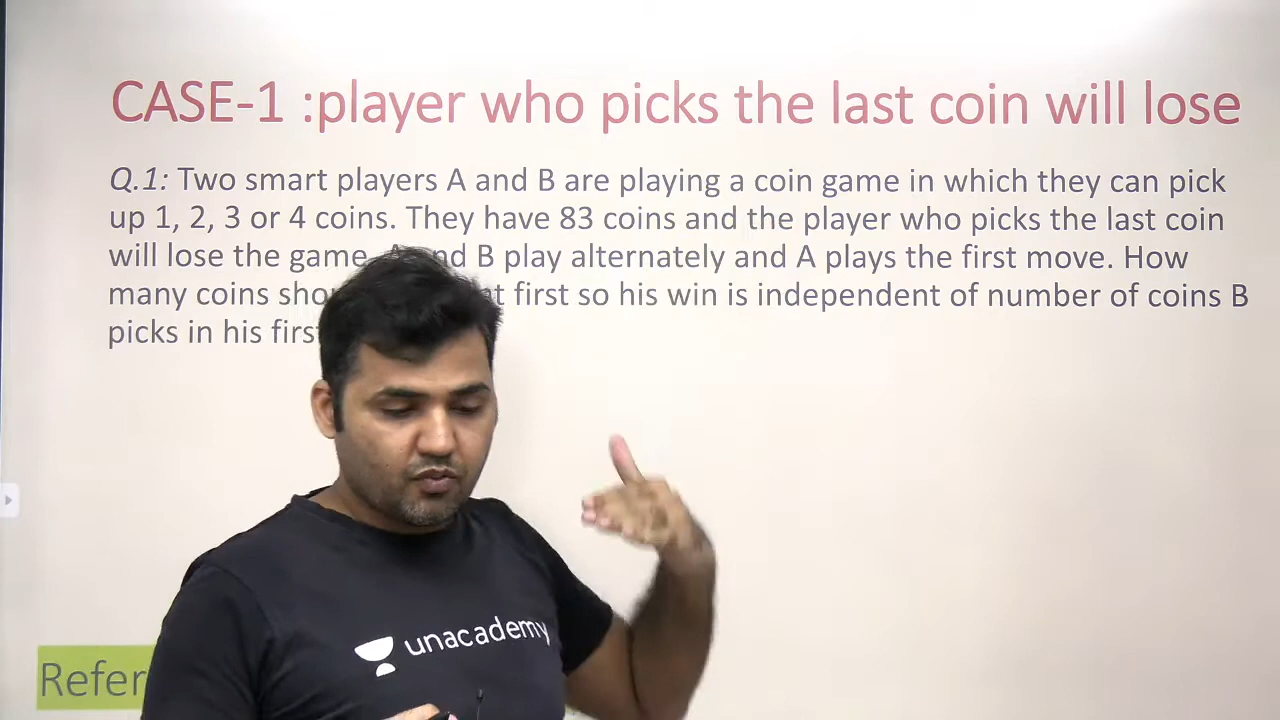 CASE-1 :player who picks the last coin will lose
Q.1: Two smart players A and B are playing a coin game in which they can pick
up 1, 2, 3 or 4 coins. They have 83 coins and the player who picks the last coin
will lose the game. A and B play alternately and A plays the first move. How
many coins at first so his win is independent of number of coins B
picks in his first
unacademy
Refer